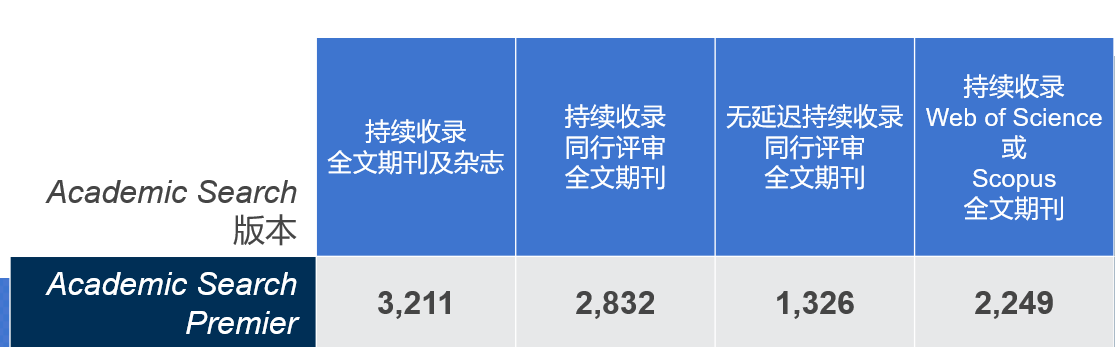 Academic Search
版本
持续收录
全文期刊及杂志
持续收录
同行评审
全文期刊
无延迟持续收录
同行评审
全文期刊
持续收录
Web of Science
或
Scopus
全文期刊
Academic Search
Premier
3,211
2,832
1,326
2,249